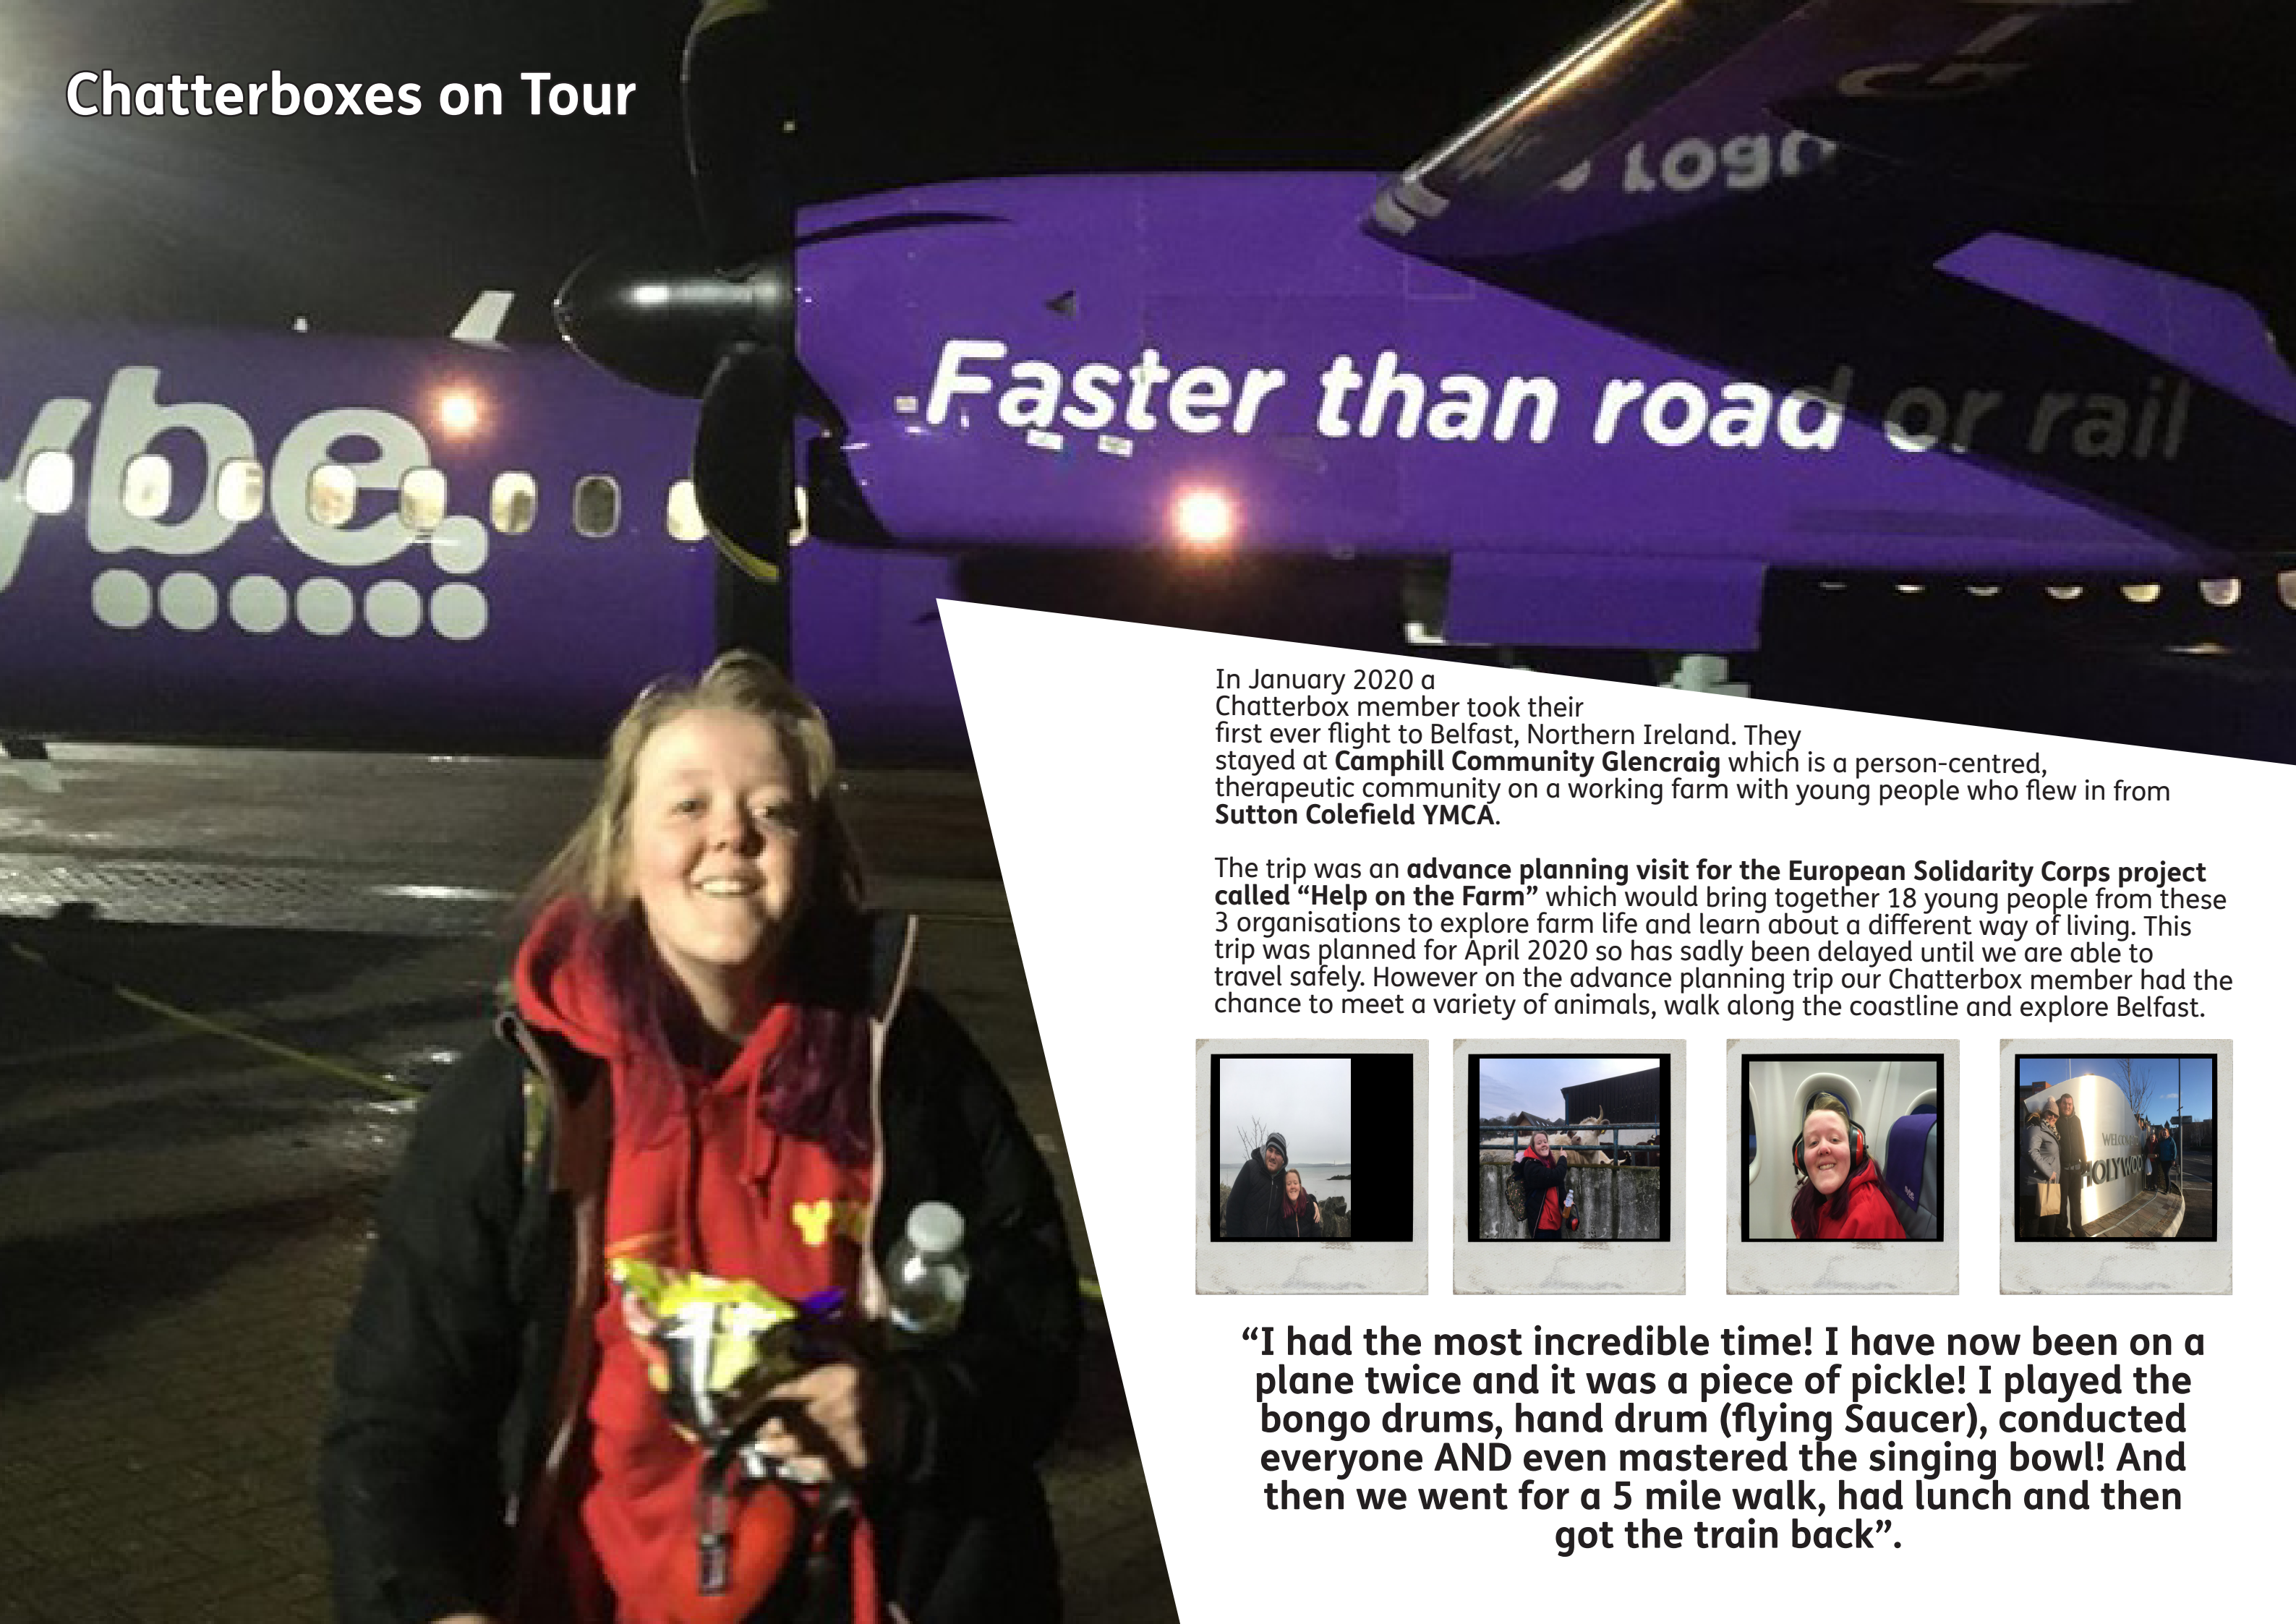 Chatterboxes on Tour
ybe.
Faster than road or rail
In January 2020 a
Chatterbox member took their
first ever flight to Belfast, Northern Ireland. They
stayed at Camphill Community Glencraig which is a person-centred,
therapeutic community on a working farm with young people who flew in from
Sutton Colefield YMCA.
The trip was an advance planning visit for the European Solidarity Corps project
called “Help on the Farm” which would bring together 18 young people from these
3 organisations to explore farm life and learn about a different way of living. This
trip was planned for April 2020 so has sadly been delayed until we are able to
travel safely. However on the advance planning trip our Chatterbox member had the
chance to meet a variety of animals, walk along the coastline and explore Belfast.
“I had the most incredible time! I have now been on a
plane twice and it was a piece of pickle! I played the
bongo drums, hand drum (flying Saucer), conducted
everyone AND even mastered the singing bowl! And
then we went for a 5 mile walk, had lunch and then
got the train back”.